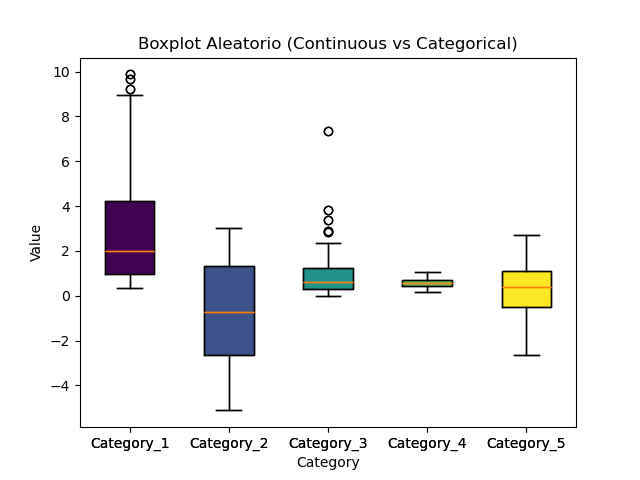 Boxplot Aleatorio (Continuous vs Categorical)
10
8
6
4
2
0
−2
−4
Value
Category_1 Category_2 Category_3 Category_4 Category_5
Category